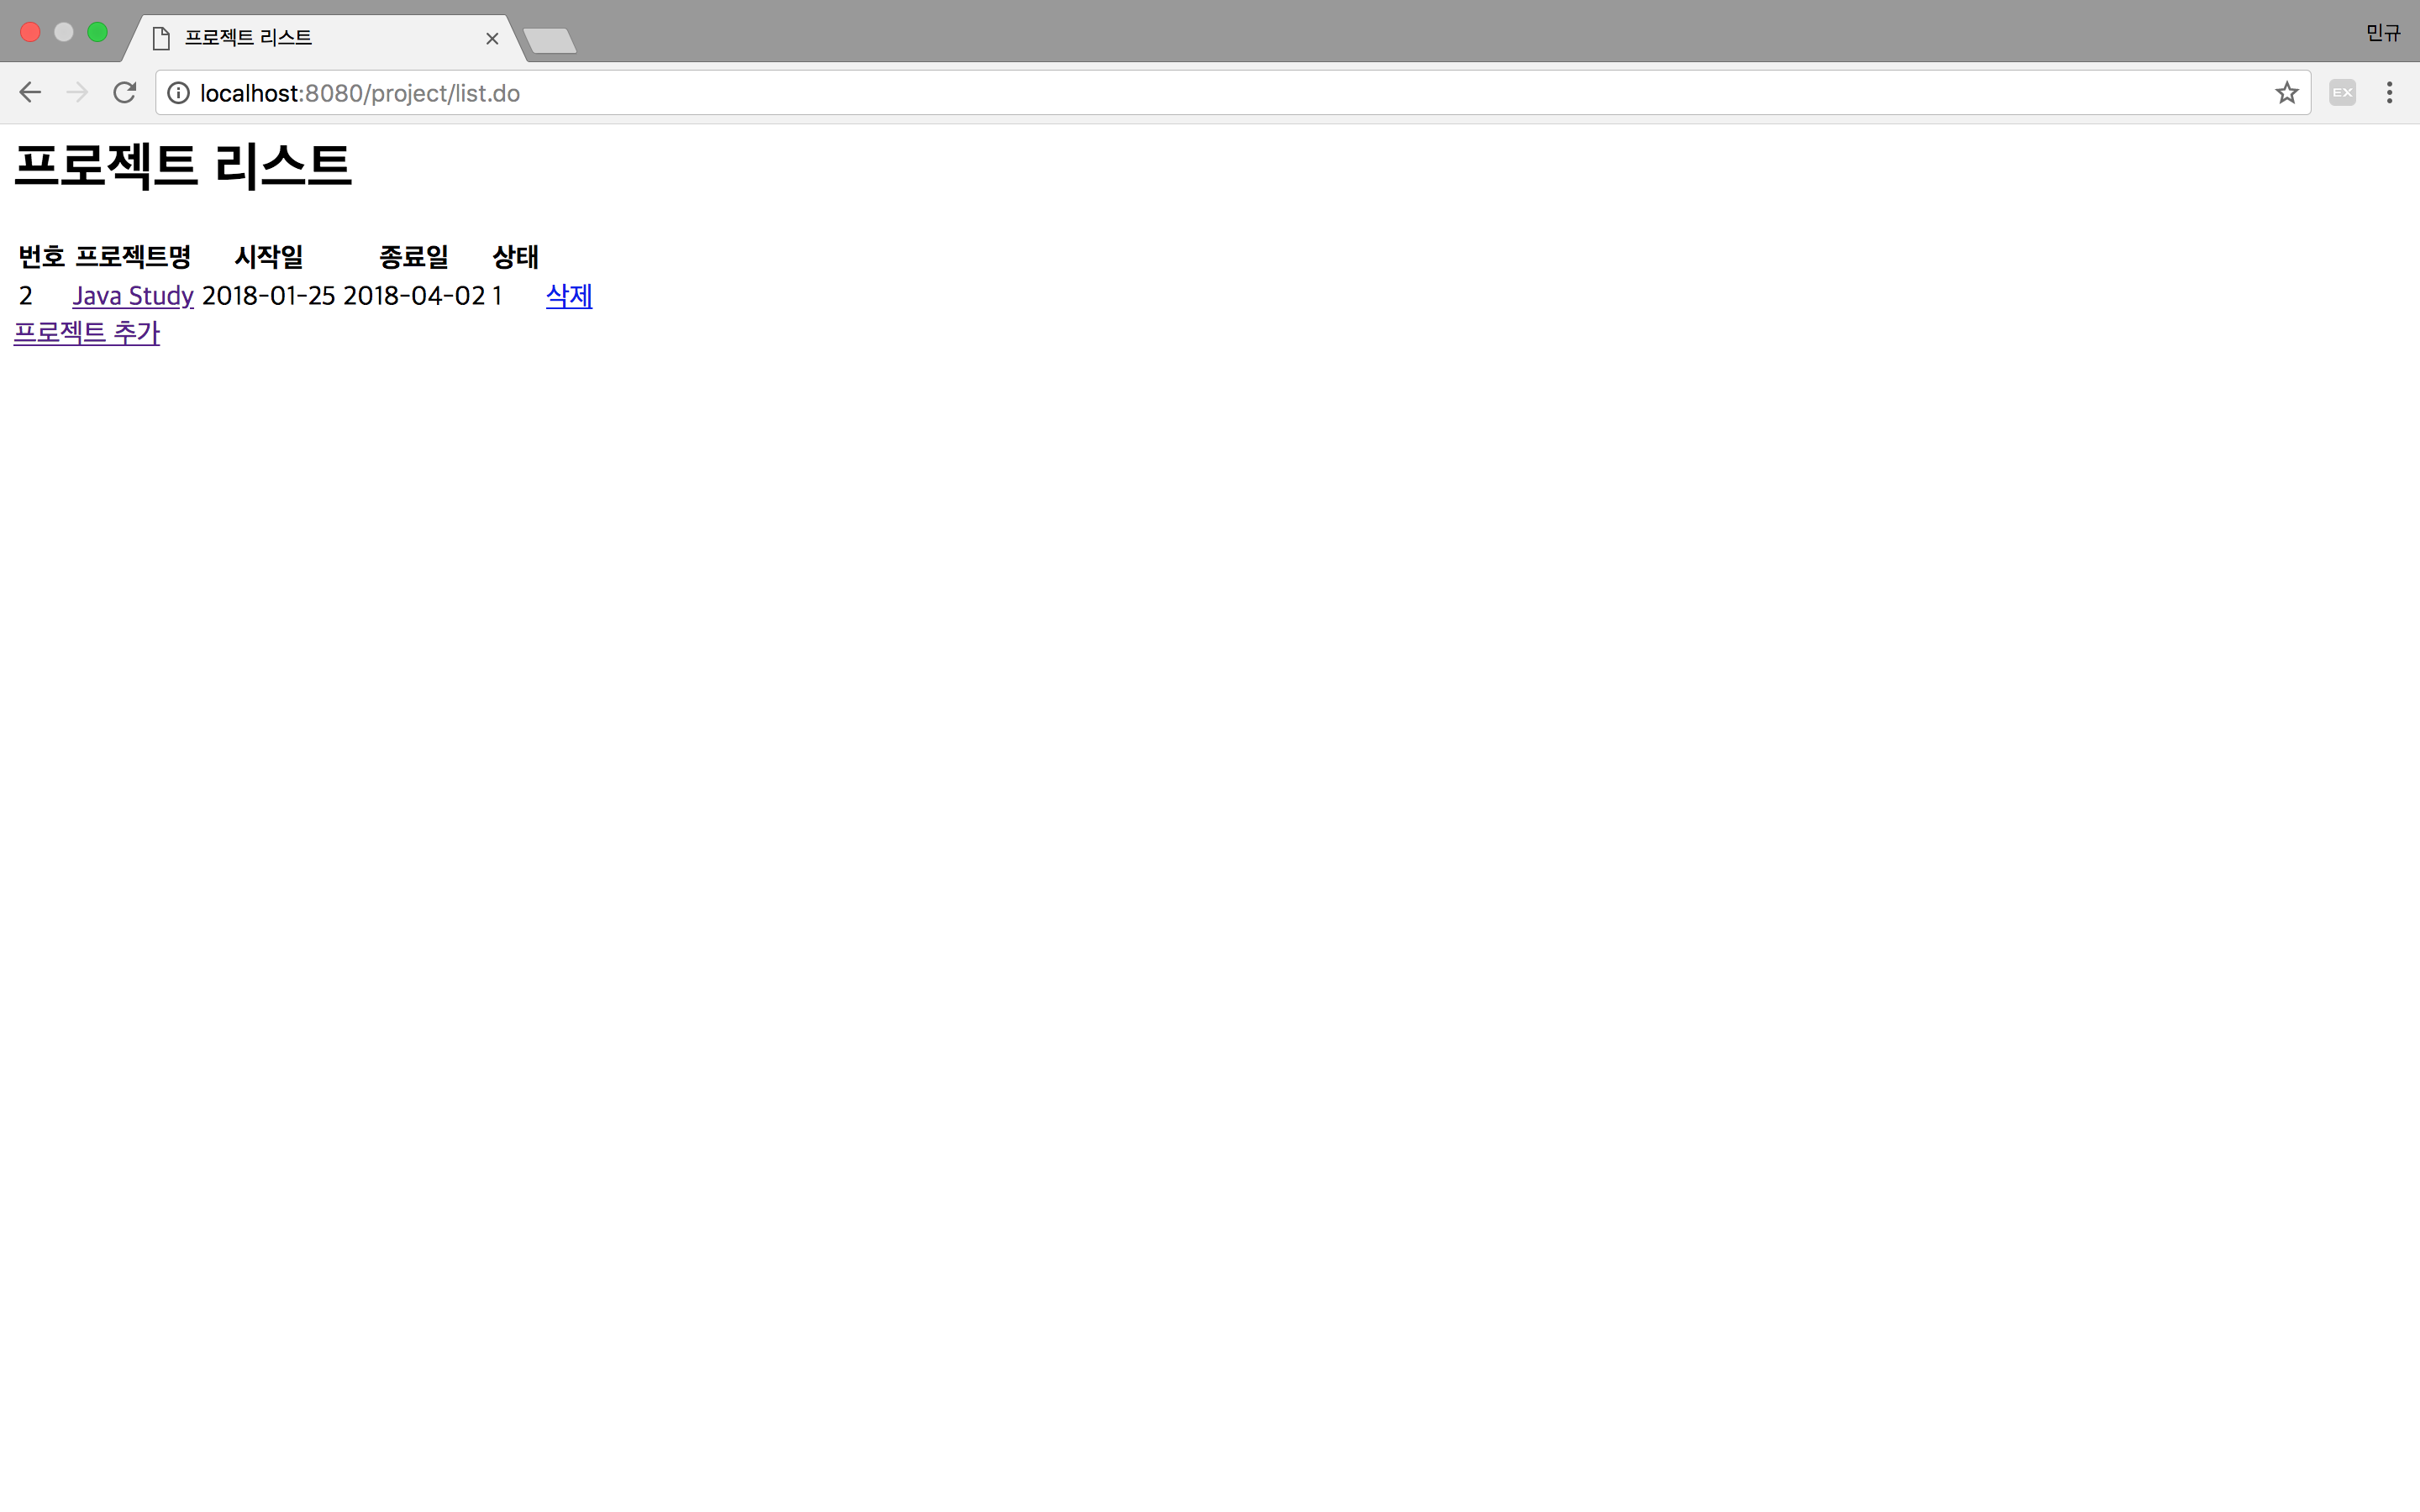 프로젝트 리스트
민규
localhost:8080/project/list.do
EX
프로젝트 리스트
번호 프로젝트명 시작일 종료일 상태
2 Java Study 2018-01-25 2018-04-02 1 삭제
프로젝트 추가